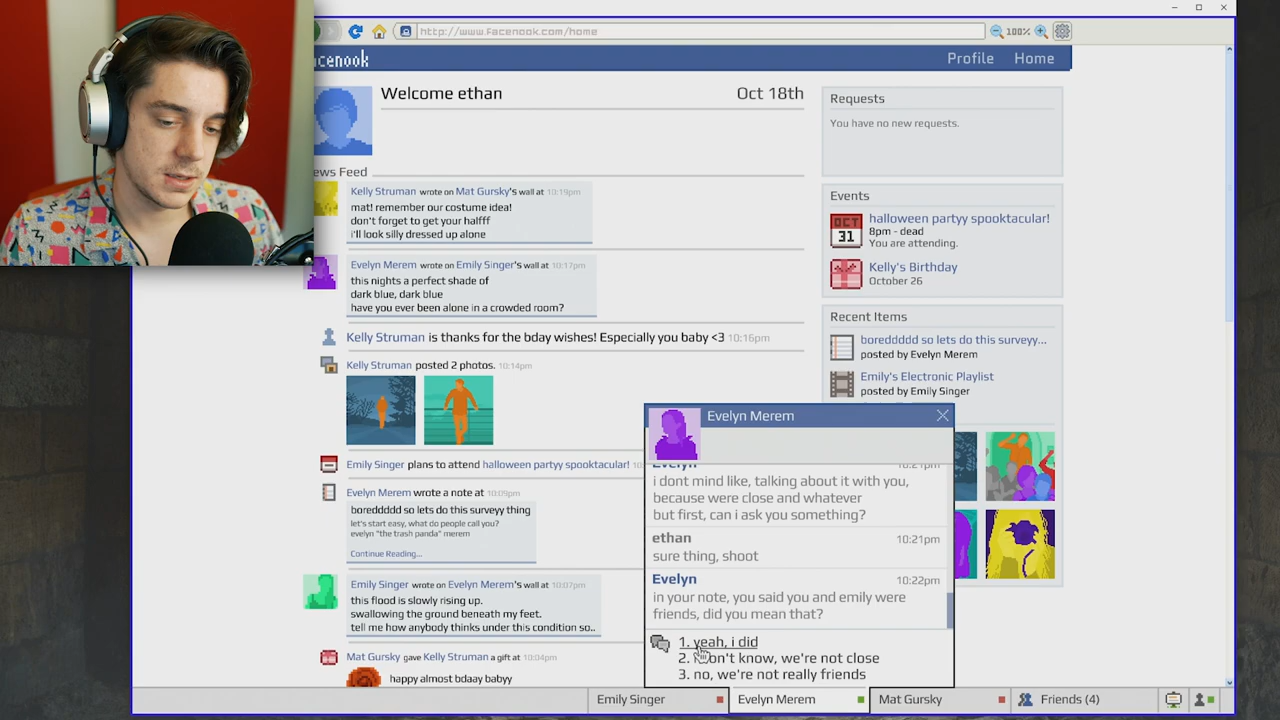 http://www.Facenook.com/home
100%
cenook
Profile
Home
Welcome ethan
Oct 18th
ews Feed
Kelly Struman wrote on Mat Gursky's wall at 10:19pm
mat! remember our costume idea!
don't forget to get your halfff
i'll look silly dressed up alone
Evelyn Merem wrote on Emily Singer's wall at 10:17pm
this nights a perfect shade of
dark blue, dark blue
have you ever been alone in a crowded room?
Kelly Struman is thanks for the bday wishes! Especially you baby <3 10:16pm
Kelly Struman posted 2 photos. 10:14pm
Emily Singer plans to attend halloween partyy spooktacular!
Evelyn Merem wrote a note at 10:09pm
boreddddd so lets do this surveyy thing
let's start easy, what do people call you?
evelyn "the trash panda" merem
Continue Reading...
Emily Singer wrote on Evelyn Merem's wall at 10:07pm
this flood is slowly rising up.
swallowing the ground beneath my feet.
tell me how anybody thinks under this condition so..
Mat Gursky gave Kelly Struman a gift at 10:04pm
happy almost bdaay babyy
Requests
You have no new requests.
Events
OCT
31
halloween partyy spooktacular!
8pm - dead
You are attending.
Kelly's Birthday
October 26
Recent Items
boreddddd so lets do this surveyy...
posted by Evelyn Merem
Emily's Electronic Playlist
posted by Emily Singer
Evelyn Merem
Evelyn 10:21pm
i dont mind like, talking about it with you,
because were close and whatever
but first, can i ask you something?
ethan 10:21pm
sure thing, shoot
Evelyn 10:22pm
in your note, you said you and emily were
friends, did you mean that?
1. yeah, i did
2. don't know, we're not close
3. no, we're not really friends
Emily Singer
Evelyn Merem
Mat Gursky
Friends (4)